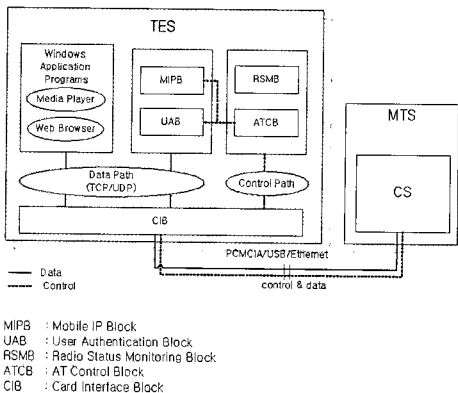 TES
Windows
Application
Programs
Media Player
Web Browser
MIPB
UAB
RSMB
ATCB
Data Path
(TCP/UDP)
Control Path
CIB
MTS
CS
PCMCIA/USB/Ethernet
control & data
Data
Control
MIPB : Mobile IP Block
UAB : User Authentication Block
RSMB : Radio Status Monitoring Block
ATCB : AT Control Block
CIB : Card Interface Block